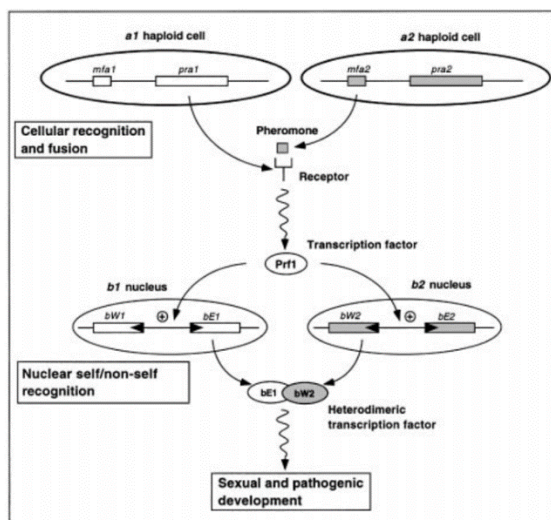 a1 haploid cell
a2 haploid cell
mfa1
pra1
mfa2
pra2
Cellular recognition
and fusion
Pheromone
Receptor
Transcription factor
Prf1
b1 nucleus
b2 nucleus
bW1
+
bE1
bW2
+
bE2
Nuclear self/non-self
recognition
bE1
bW2
Heterodimeric
transcription factor
Sexual and pathogenic
development